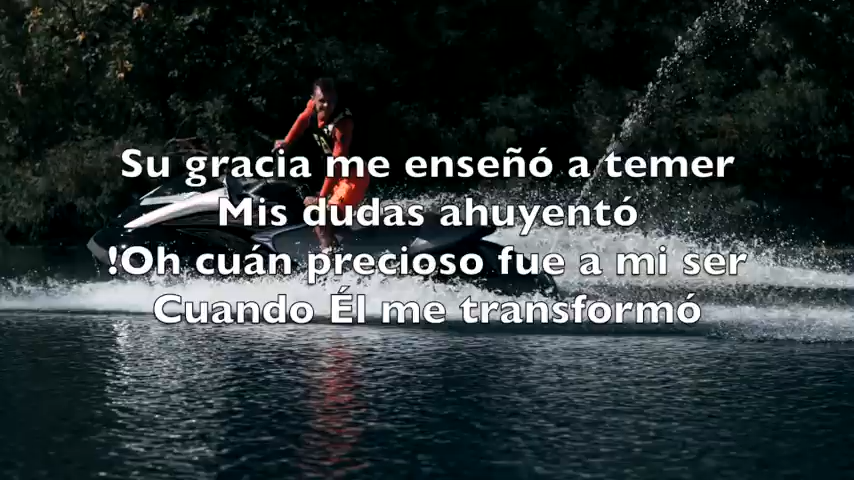 Su gracia me enseñó a temer
Mis dudas ahuyentó
!Oh cuán precioso fue a mi ser
Cuando Él me transformó